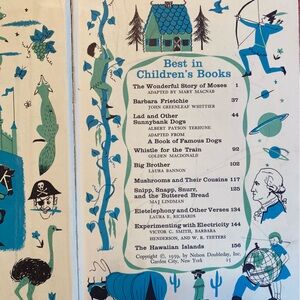 Best in
Children's Books
The Wonderful Story of Moses 1
ADAPTED BY MARY MACNAB
Barbara Frietchie 37
JOHN GREENLEAF WHITTIER
Lad and Other
Sunnybank Dogs 44
ALBERT PAYSON TERHUNE
ADAPTED FROM
A Book of Famous Dogs
Whistle for the Train 92
GOLDEN MACDONALD
Big Brother 102
LAURA BANNON
Mushrooms and Their Cousins 117
Snipp, Snapp, Snurr,
and the Buttered Bread 125
MAJ LINDMAN
Eletelephony and Other Verses 134
LAURA E. RICHARDS
Experimenting with Electricity 144
VICTOR C. SMITH, BARBARA
HENDERSON, AND W. R. TEETERS
The Hawaiian Islands 156
Copyright ©, 1959, by Nelson Doubleday, Inc.
Garden City, New York 25